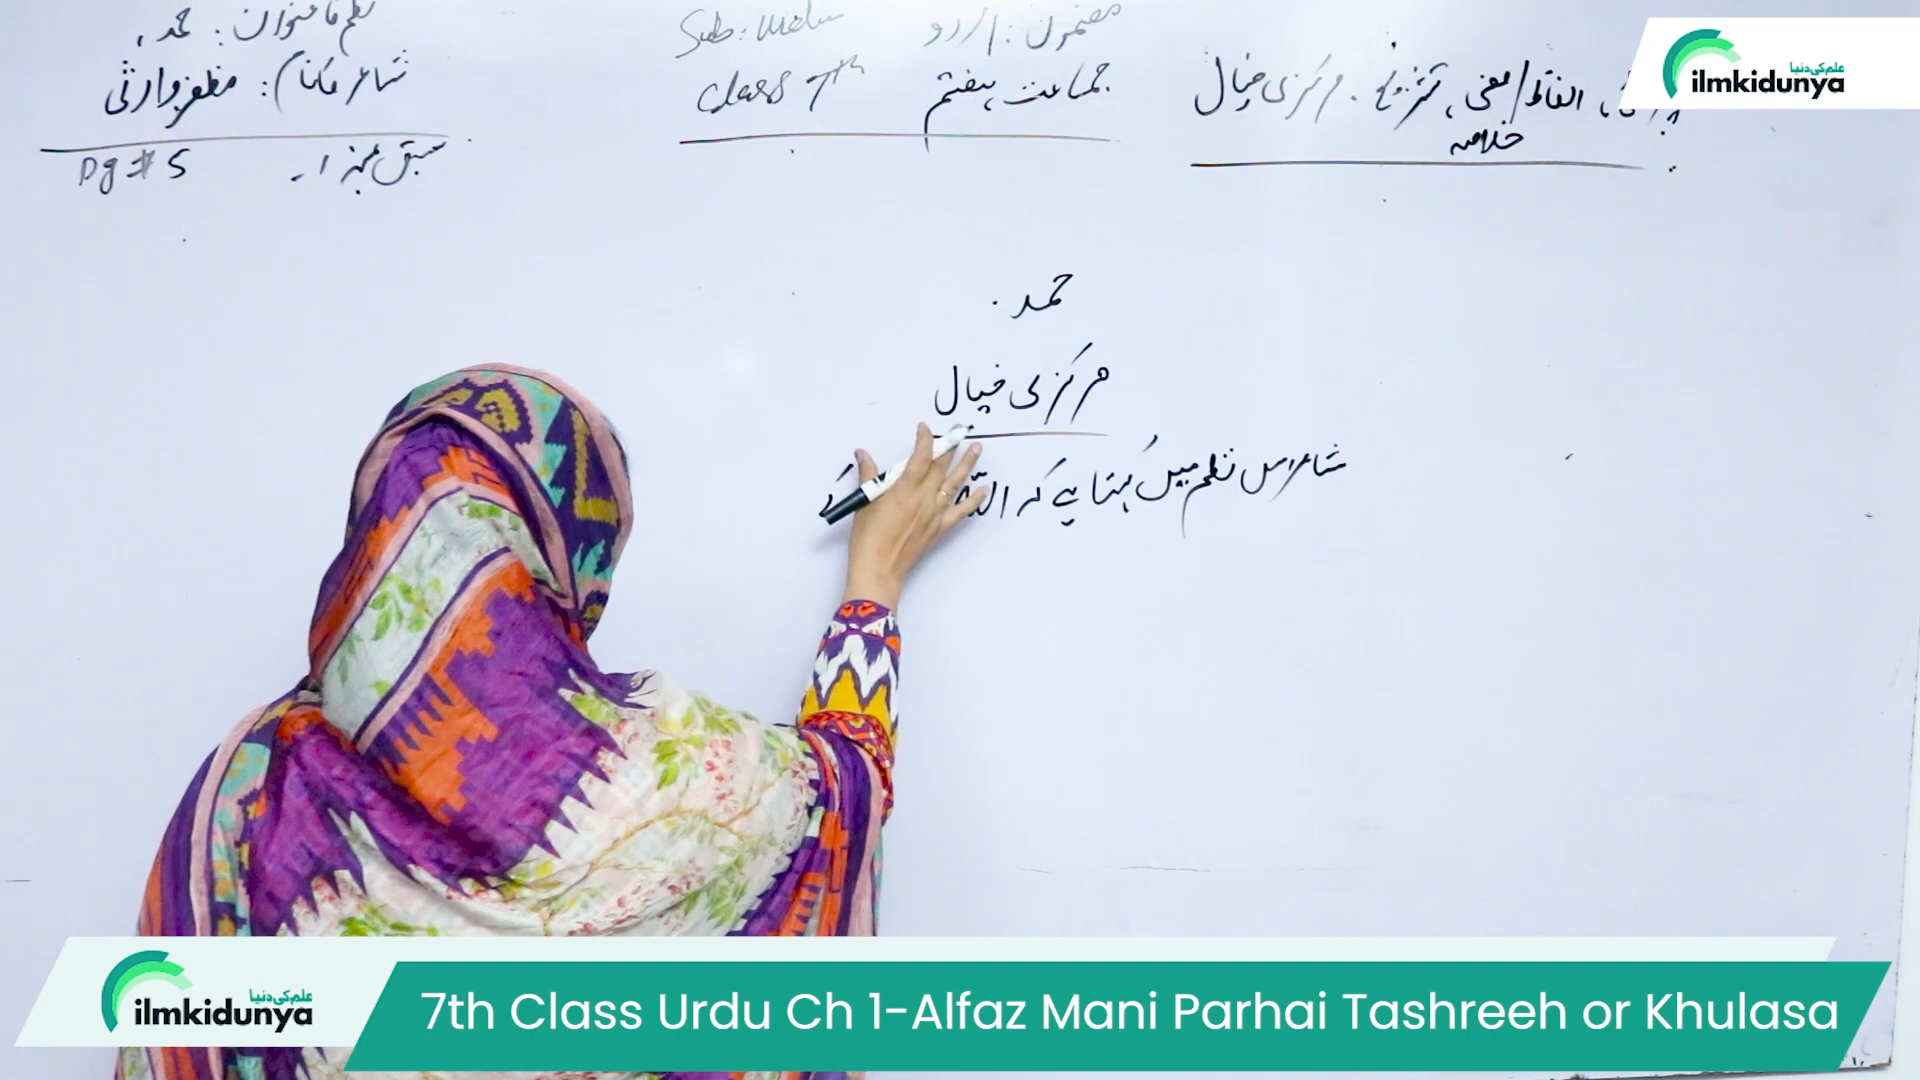 نظم کا عنوان: حمد،
شاعر کا نام: مظفر وارثی
سبق نمبر ا۔
Pg # 5
Sub: Urdu
مضمون: اردو
Class 7th
جماعت ہفتم
الفاظ/معنی، تشریح، مرکزی خیال
خلاصہ
علم کی دنیا
ilmkidunya
حمد
مرکزی خیال
شاعر اس نظم میں کہتا ہے کہ اللہ
علم کی دنیا
ilmkidunya
7th Class Urdu Ch 1-Alfaz Mani Parhai Tashreeh or Khulasa